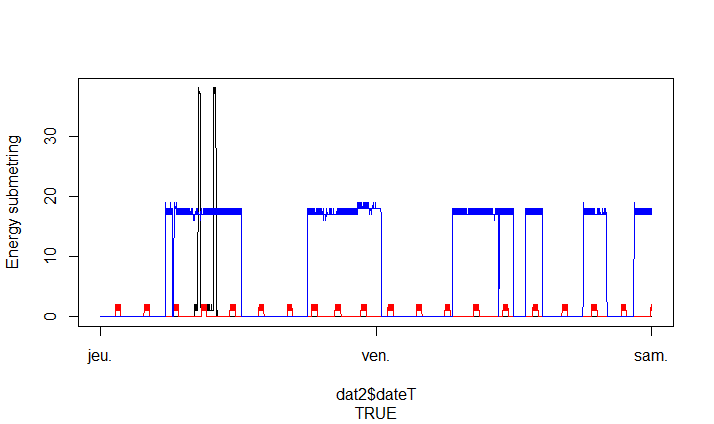 Energy submetring
30
20
10
0
jeu. ven. sam.
dat2$dateT
TRUE